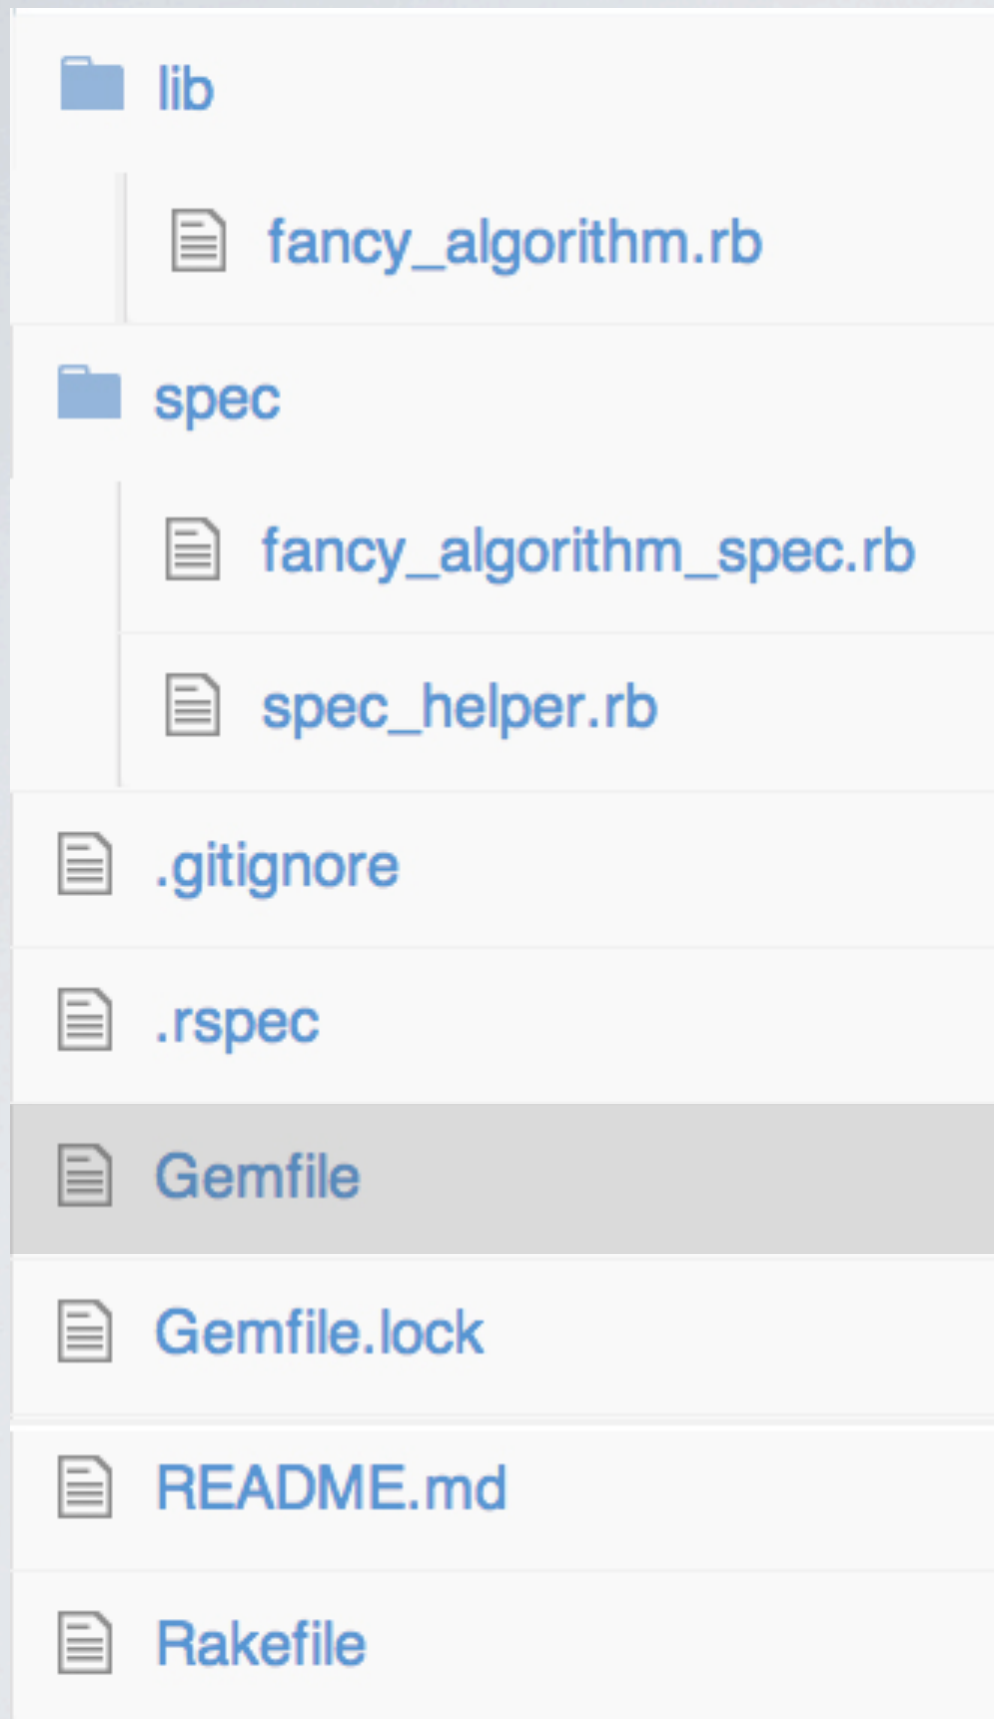 lib
fancy_algorithm.rb
spec
fancy_algorithm_spec.rb
spec_helper.rb
.gitignore
.rspec
Gemfile
Gemfile.lock
README.md
Rakefile